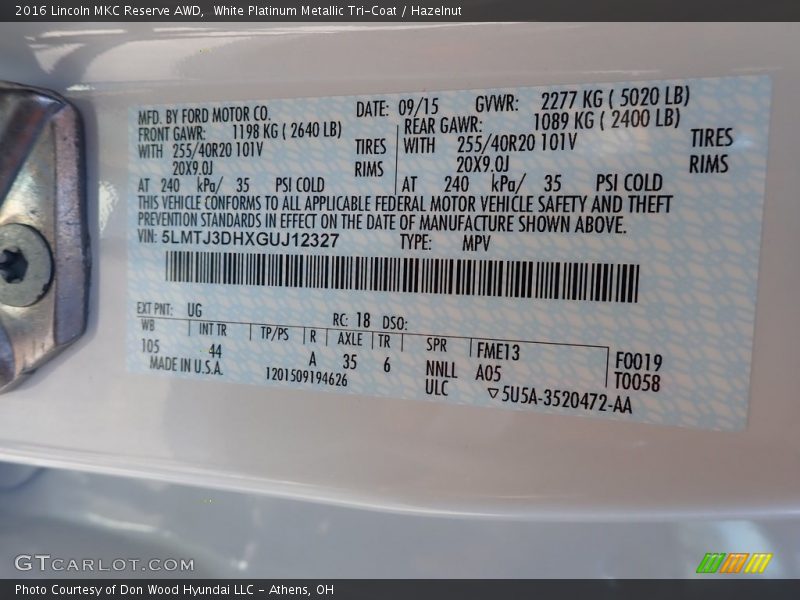 2016 Lincoln MKC Reserve AWD,  White Platinum Metallic Tri-Coat / Hazelnut
MFD. BY FORD MOTOR CO. DATE: 09/15 GVWR: 2277 KG ( 5020 LB)
FRONT GAWR: 1198 KG ( 2640 LB) REAR GAWR: 1089 KG ( 2400 LB)
WITH 255/40R20 101V TIRES WITH 255/40R20 101V TIRES
20X9.0J RIMS 20X9.0J RIMS
AT 240 kPa/ 35 PSI COLD AT 240 kPa/ 35 PSI COLD
THIS VEHICLE CONFORMS TO ALL APPLICABLE FEDERAL MOTOR VEHICLE SAFETY AND THEFT
PREVENTION STANDARDS IN EFFECT ON THE DATE OF MANUFACTURE SHOWN ABOVE.
VIN: 5LMTJ3DHXGUJ12327 TYPE: MPV
EXT PNT: UG RC: 18 DSO:
WB INT TR TP/PS R AXLE TR SPR FME13 F0019
105 44 A 35 6 NNLL A05 T0058
MADE IN U.S.A. 1201509194626 ULC ▽5U5A-3520472-AA
GTCARLOT.COM
Photo Courtesy of Don Wood Hyundai LLC - Athens, OH